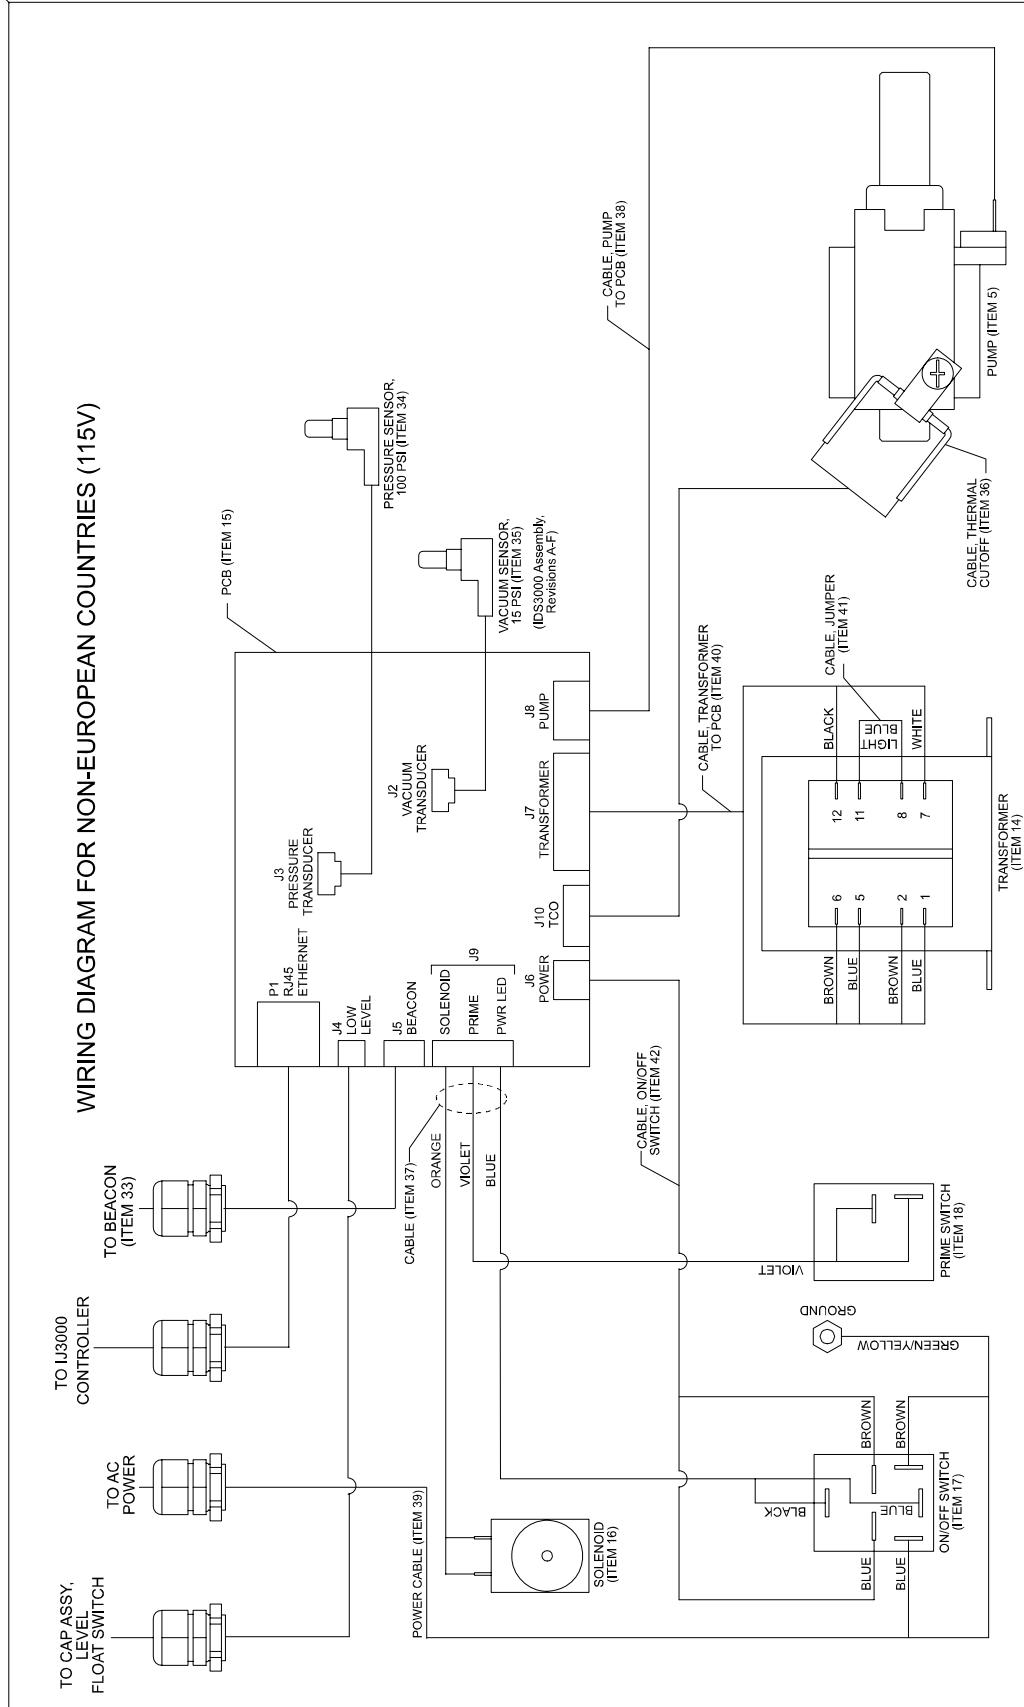 WIRING DIAGRAM FOR NON-EUROPEAN COUNTRIES (115V)
TO CAP ASSY,
LEVEL
FLOAT SWITCH
TO AC
POWER
TO IJ3000
CONTROLLER
TO BEACON
(ITEM 33)
PCB (ITEM 15)
PRESSURE SENSOR,
100 PSI (ITEM 34)
VACUUM SENSOR,
15 PSI (ITEM 35)
(IDS3000 Assembly,
Revisions A-F)
P1
RJ45
ETHERNET
J3
PRESSURE
TRANSDUCER
J2
VACUUM
TRANSDUCER
J4
LOW
LEVEL
J5
BEACON
SOLENOID
PRIME
PWR LED
J9
J6
POWER
J10
TCO
J7
TRANSFORMER
J8
PUMP
CABLE (ITEM 37)
ORANGE
VIOLET
BLUE
POWER CABLE (ITEM 39)
SOLENOID
(ITEM 16)
CABLE, ON/OFF
SWITCH (ITEM 42)
CABLE, TRANSFORMER
TO PCB (ITEM 40)
CABLE, PUMP
TO PCB (ITEM 38)
BLUE
BLUE
BLACK
BLUE
BROWN
BROWN
ON/OFF SWITCH
(ITEM 17)
GROUND
GREEN/YELLOW
VIOLET
PRIME SWITCH
(ITEM 18)
BROWN
BLUE
BROWN
BLUE
6
5
2
1
12
11
8
7
BLACK
LIGHT
BLUE
WHITE
CABLE, JUMPER
(ITEM 41)
TRANSFORMER
(ITEM 14)
CABLE, THERMAL
CUTOFF (ITEM 36)
PUMP (ITEM 5)